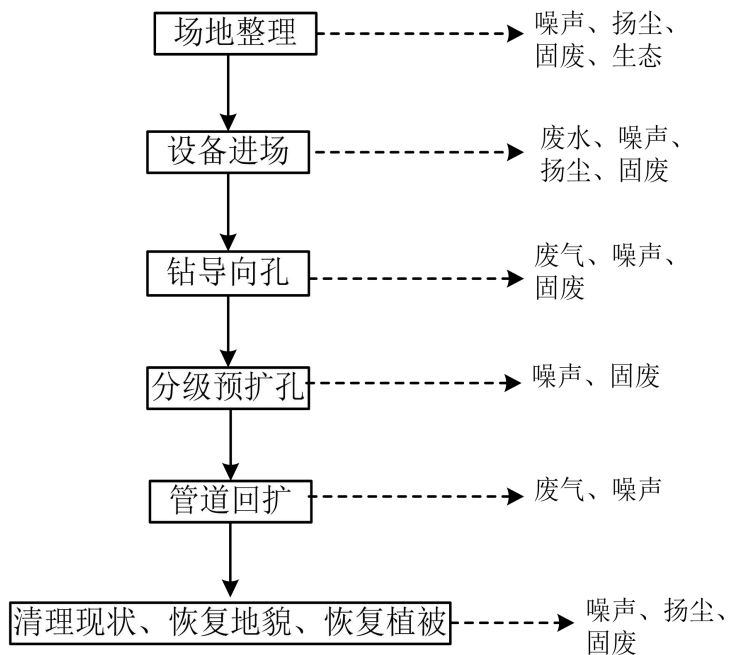 场地整理
噪声、扬尘、
固废、生态
设备进场
废水、噪声、
扬尘、固废
钻导向孔
废气、噪声、
固废
分级预扩孔
噪声、固废
管道回扩
废气、噪声
清理现状、恢复地貌、恢复植被
噪声、扬尘、
固废